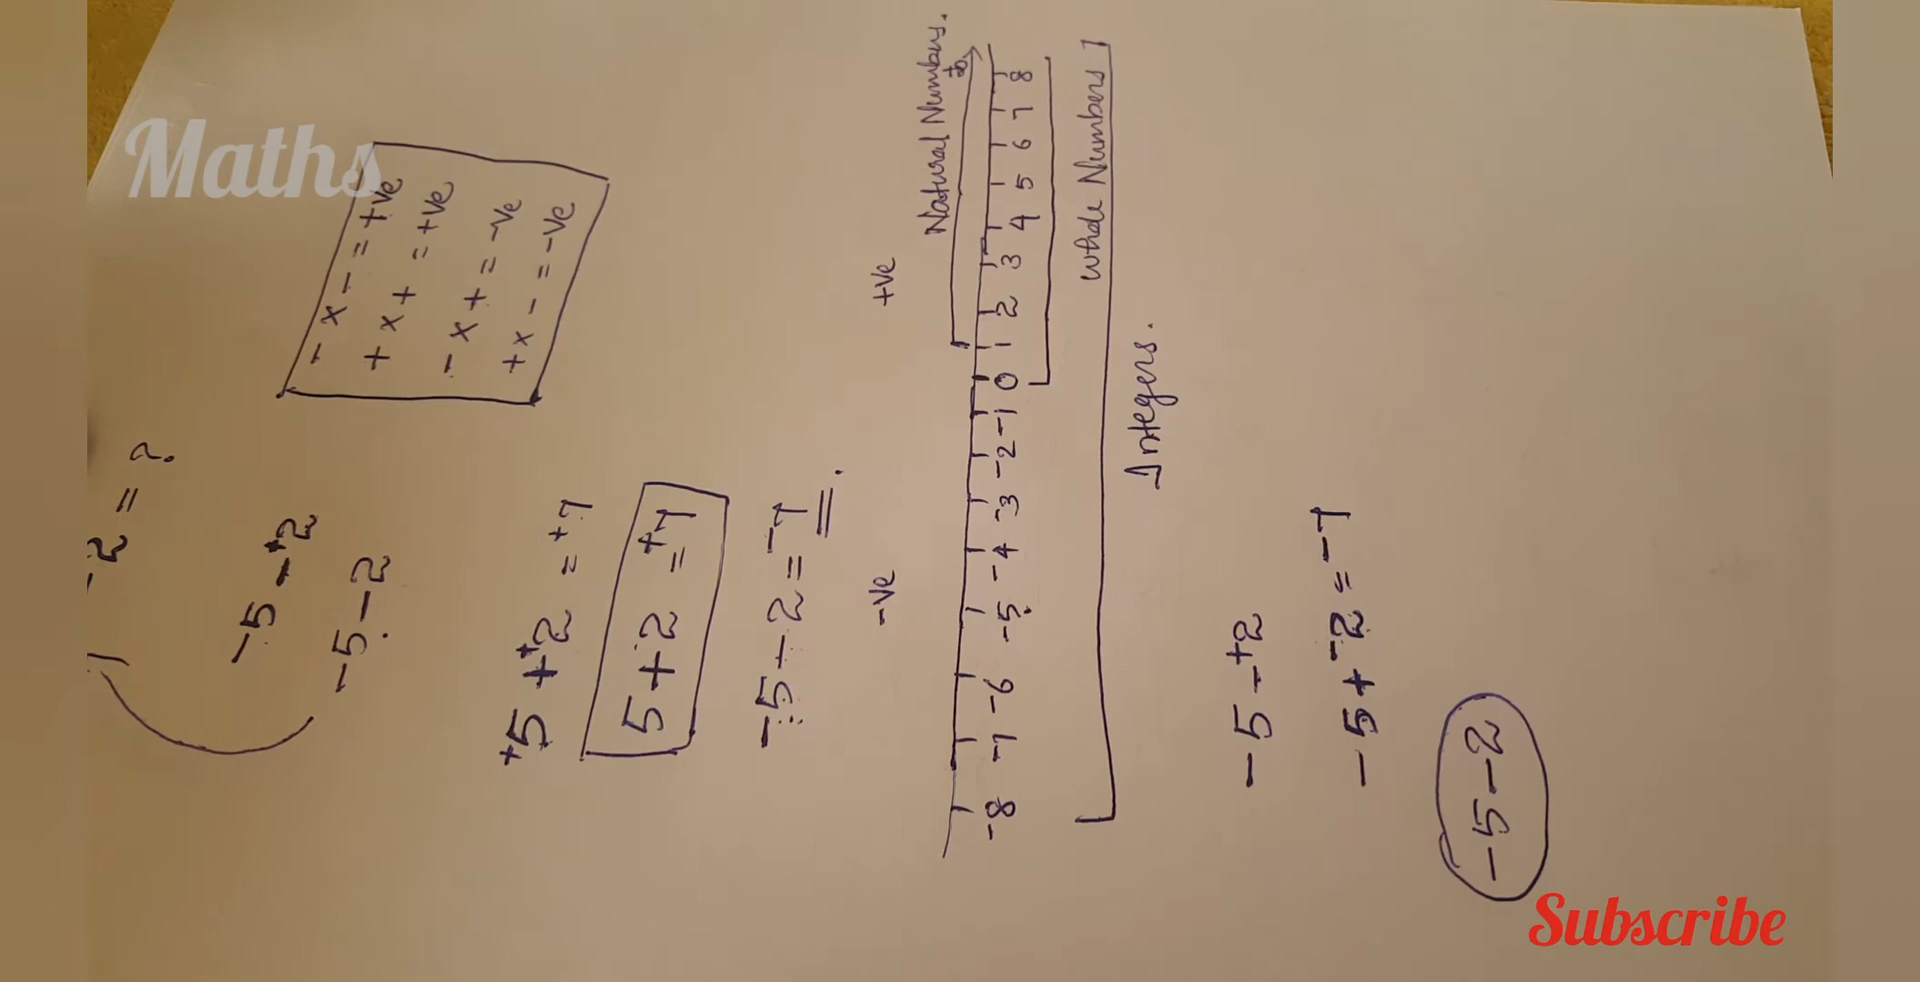 Maths
-2 = ?
-5 -+2
-5-2
- x - = +ve
+ x + = +ve
- x + = -ve
+ x - = -ve
+5 ++2 = +7
5+2 = +7
-5-2 = -7.
-ve +ve
Natural Numbers.
-8 -7 -6 -5 -4 -3 -2 -1 0 1 2 3 4 5 6 7 8
Whole Numbers
Integers.
-5 -+2
-5 + -2 = -7
-5-2
Subscribe